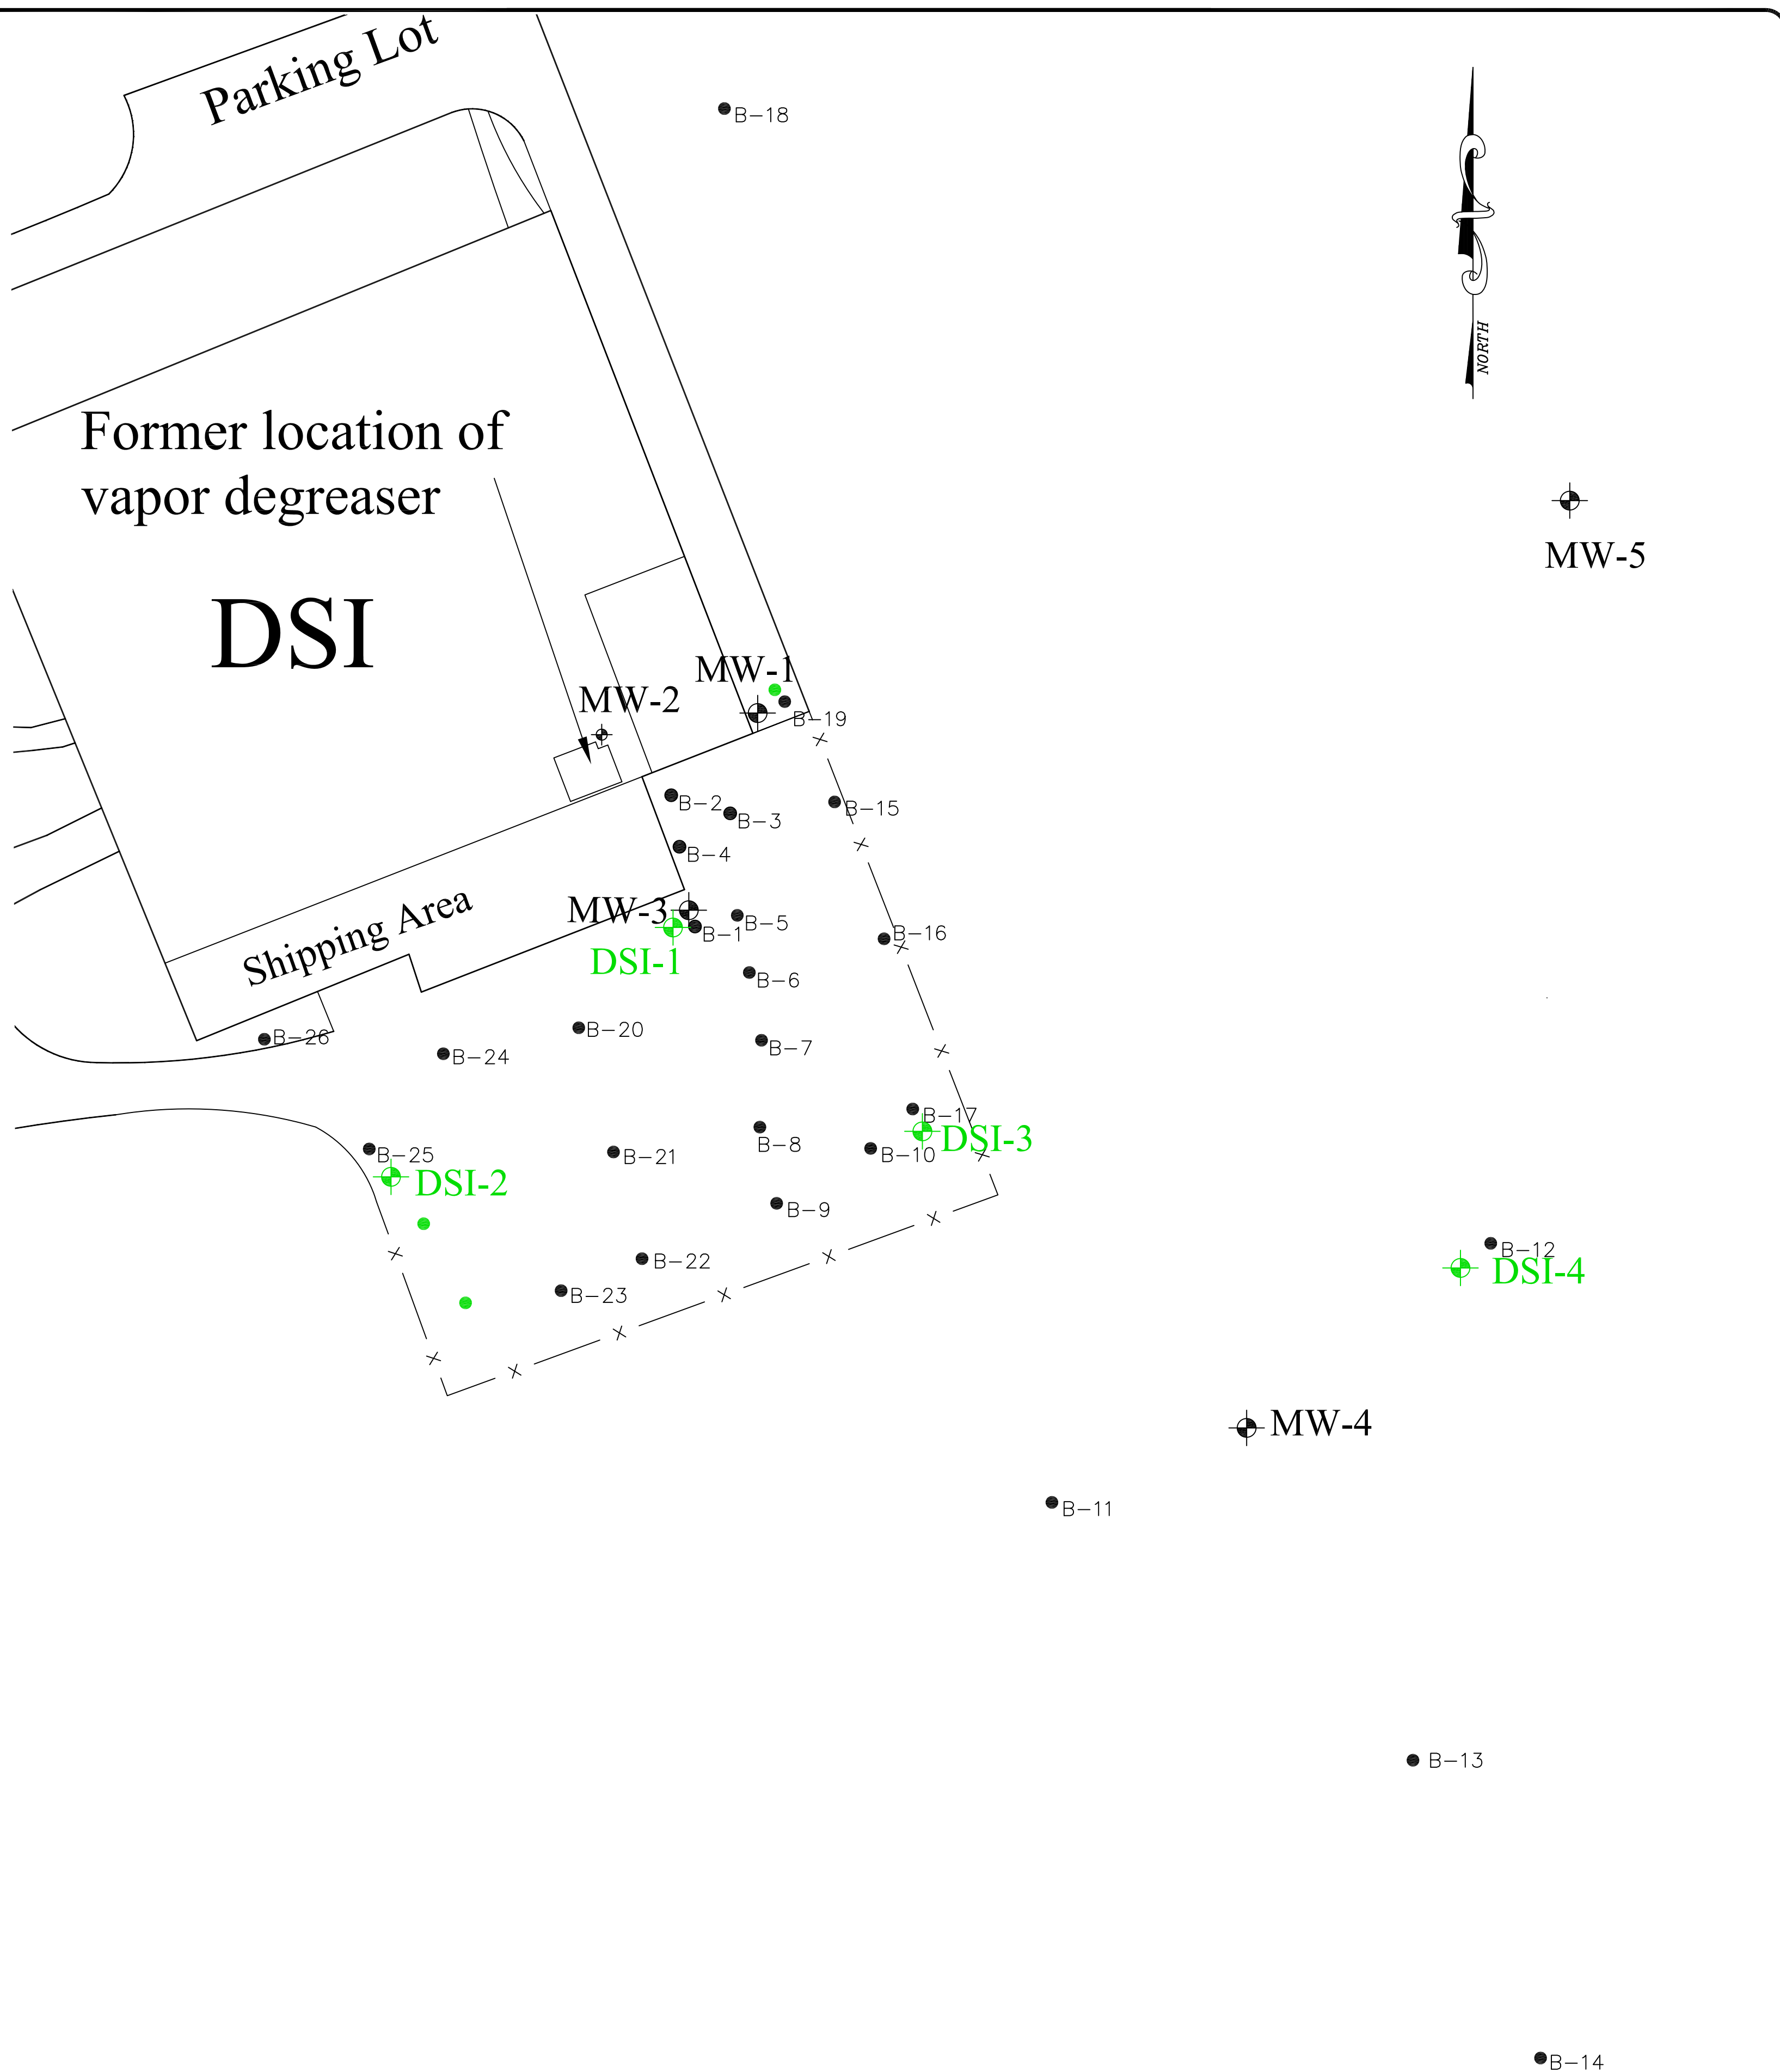 Parking Lot
B-18
NORTH
Former location of
vapor degreaser
MW-5
DSI
MW-1
MW-2
B-19
B-2
B-3
B-15
B-4
MW-3
B-5
B-1
B-16
Shipping Area
DSI-1
B-6
B-20
B-26
B-7
B-24
B-17
B-8
DSI-3
B-25
B-21
B-10
DSI-2
B-9
B-12
B-22
DSI-4
B-23
MW-4
B-11
B-13
B-14